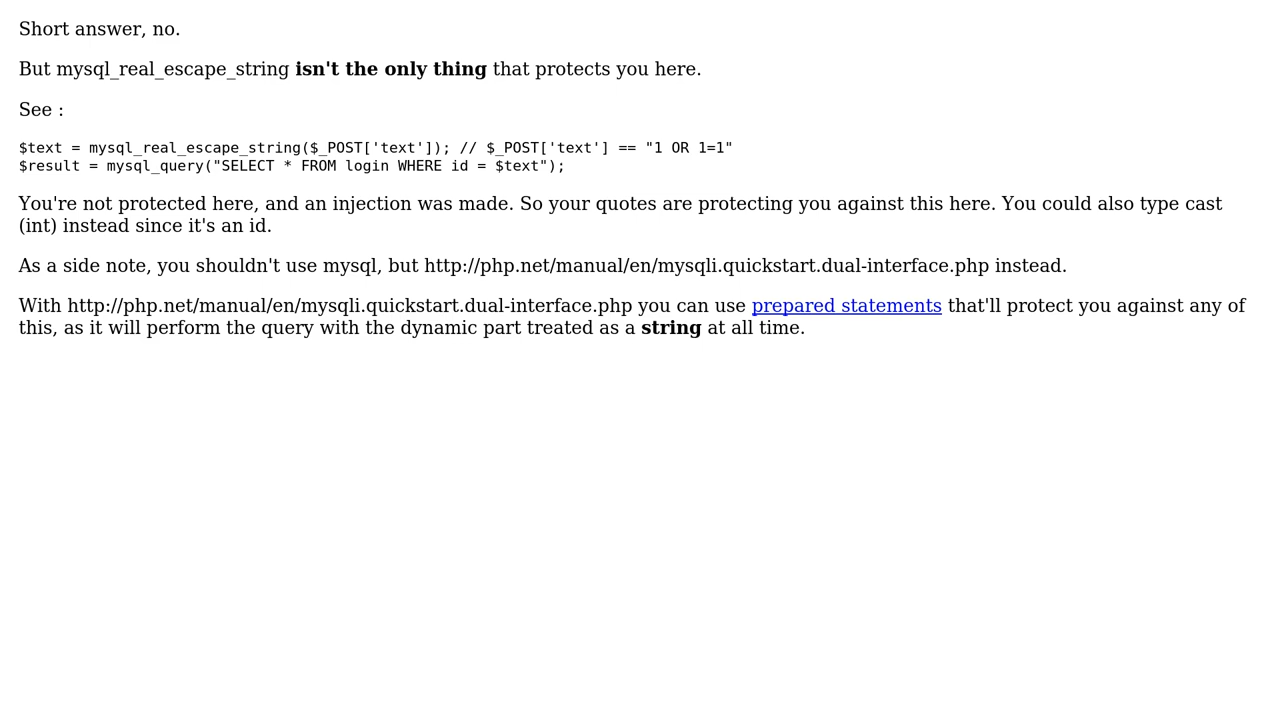 Short answer, no.
But mysql_real_escape_string isn't the only thing that protects you here.
See :
$text = mysql_real_escape_string($_POST['text']); // $_POST['text'] == "1 OR 1=1"
$result = mysql_query("SELECT * FROM login WHERE id = $text");
You're not protected here, and an injection was made. So your quotes are protecting you against this here. You could also type cast
(int) instead since it's an id.
As a side note, you shouldn't use mysql, but http://php.net/manual/en/mysqli.quickstart.dual-interface.php instead.
With http://php.net/manual/en/mysqli.quickstart.dual-interface.php you can use prepared statements that'll protect you against any of
this, as it will perform the query with the dynamic part treated as a string at all time.